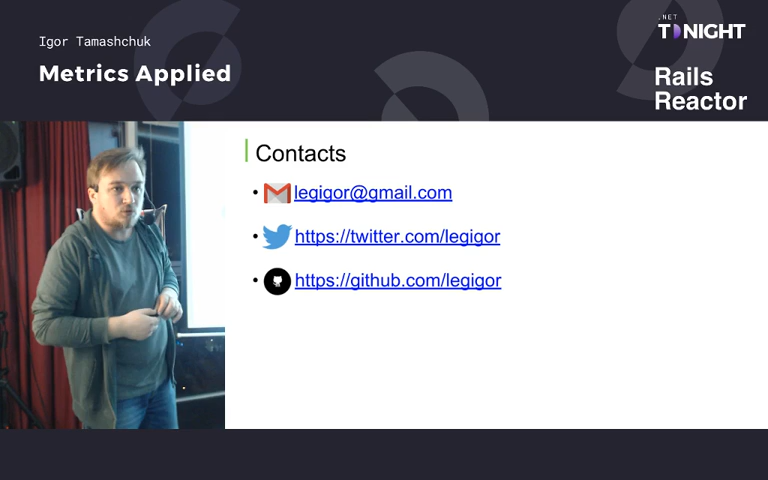 Igor Tamashchuk
Metrics Applied
.NET
TONIGHT
Rails
Reactor
Contacts
• legigor@gmail.com
• https://twitter.com/legigor
• https://github.com/legigor